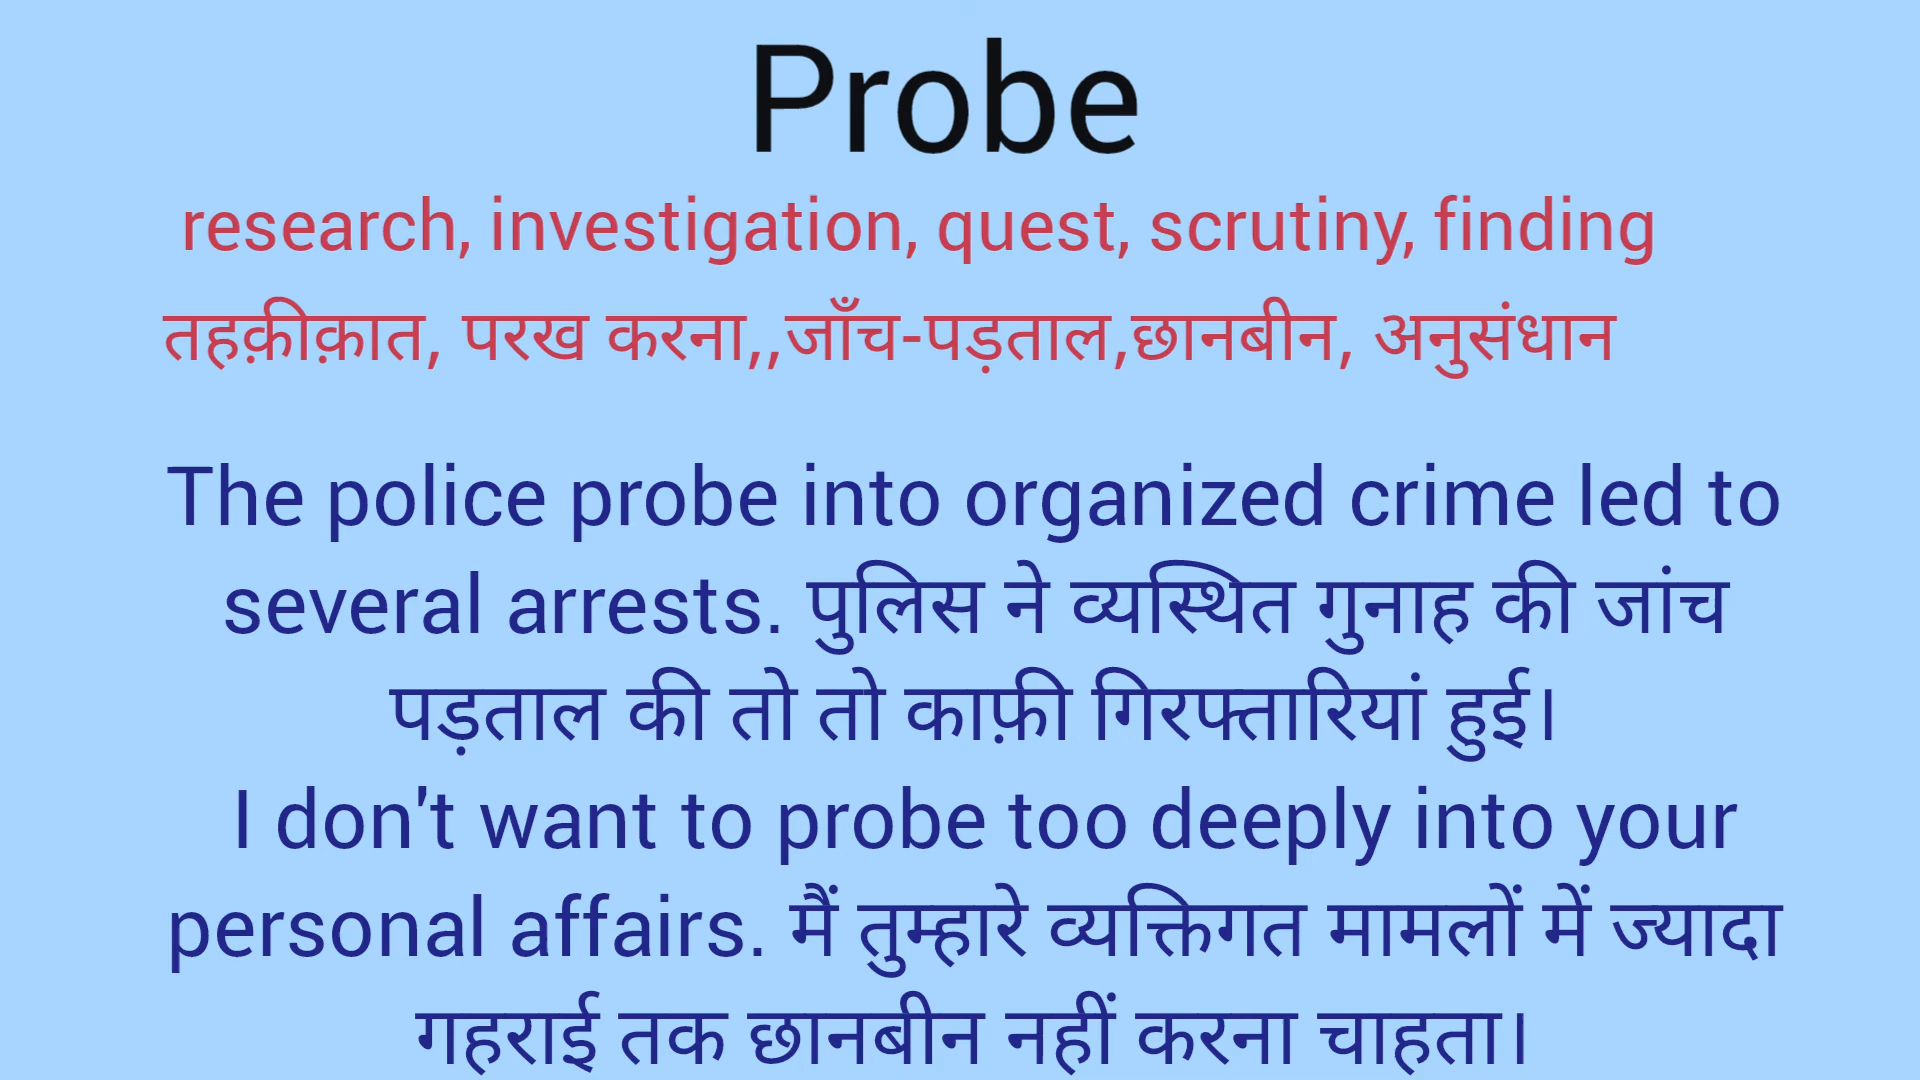 Probe
research, investigation, quest, scrutiny, finding
तहक़ीक़ात, परख करना,,जाँच-पड़ताल,छानबीन, अनुसंधान
The police probe into organized crime led to
several arrests. पुलिस ने व्यस्थित गुनाह की जांच
पड़ताल की तो तो काफ़ी गिरफ्तारियां हुई।
I don't want to probe too deeply into your
personal affairs. मैं तुम्हारे व्यक्तिगत मामलों में ज्यादा
गहराई तक छानबीन नहीं करना चाहता।